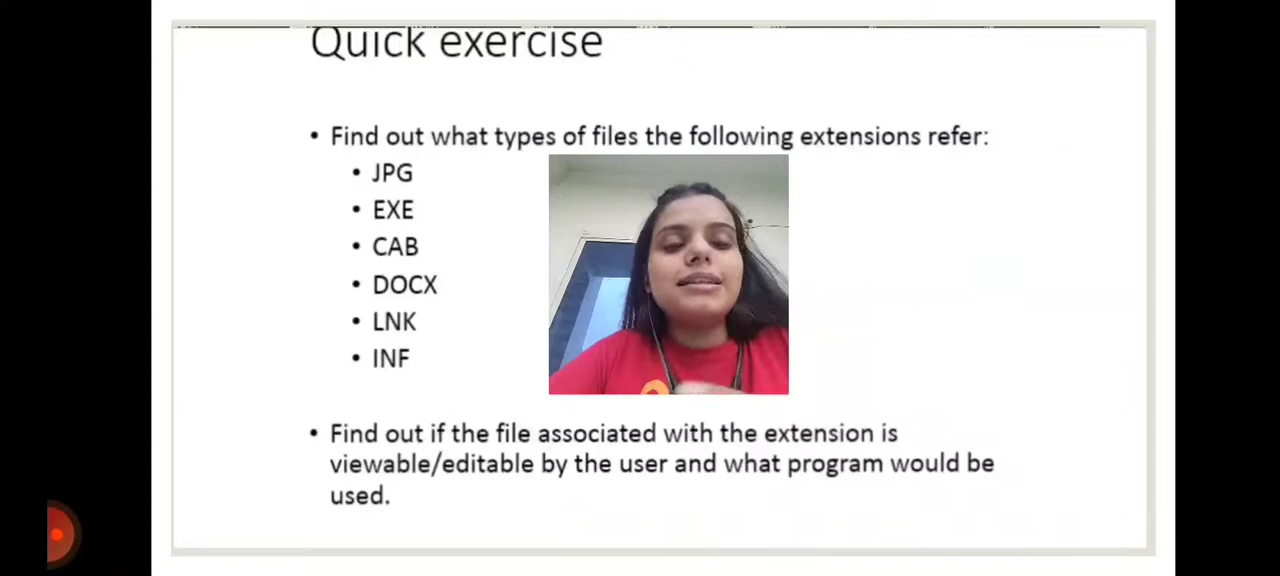 Quick exercise
• Find out what types of files the following extensions refer:
• JPG
• EXE
• CAB
• DOCX
• LNK
• INF
• Find out if the file associated with the extension is
viewable/editable by the user and what program would be
used.